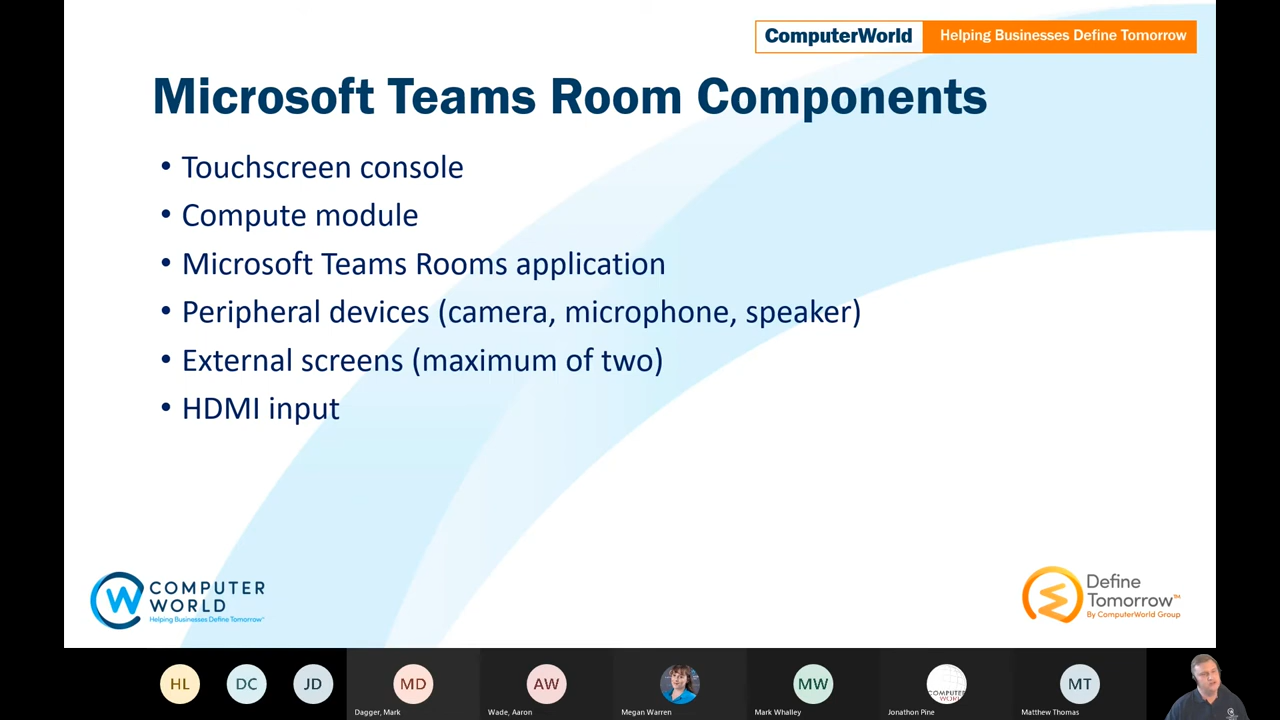 ComputerWorld Helping Businesses Define Tomorrow
Microsoft Teams Room Components
• Touchscreen console
• Compute module
• Microsoft Teams Rooms application
• Peripheral devices (camera, microphone, speaker)
• External screens (maximum of two)
• HDMI input
COMPUTER
WORLD
Helping Businesses Define Tomorrow
Define
Tomorrow™
By ComputerWorld Group
HL DC JD MD AW MW COMPUTER WORLD MT
Dagger, Mark Wade, Aaron Megan Warren Mark Whalley Jonathon Pine Matthew Thomas